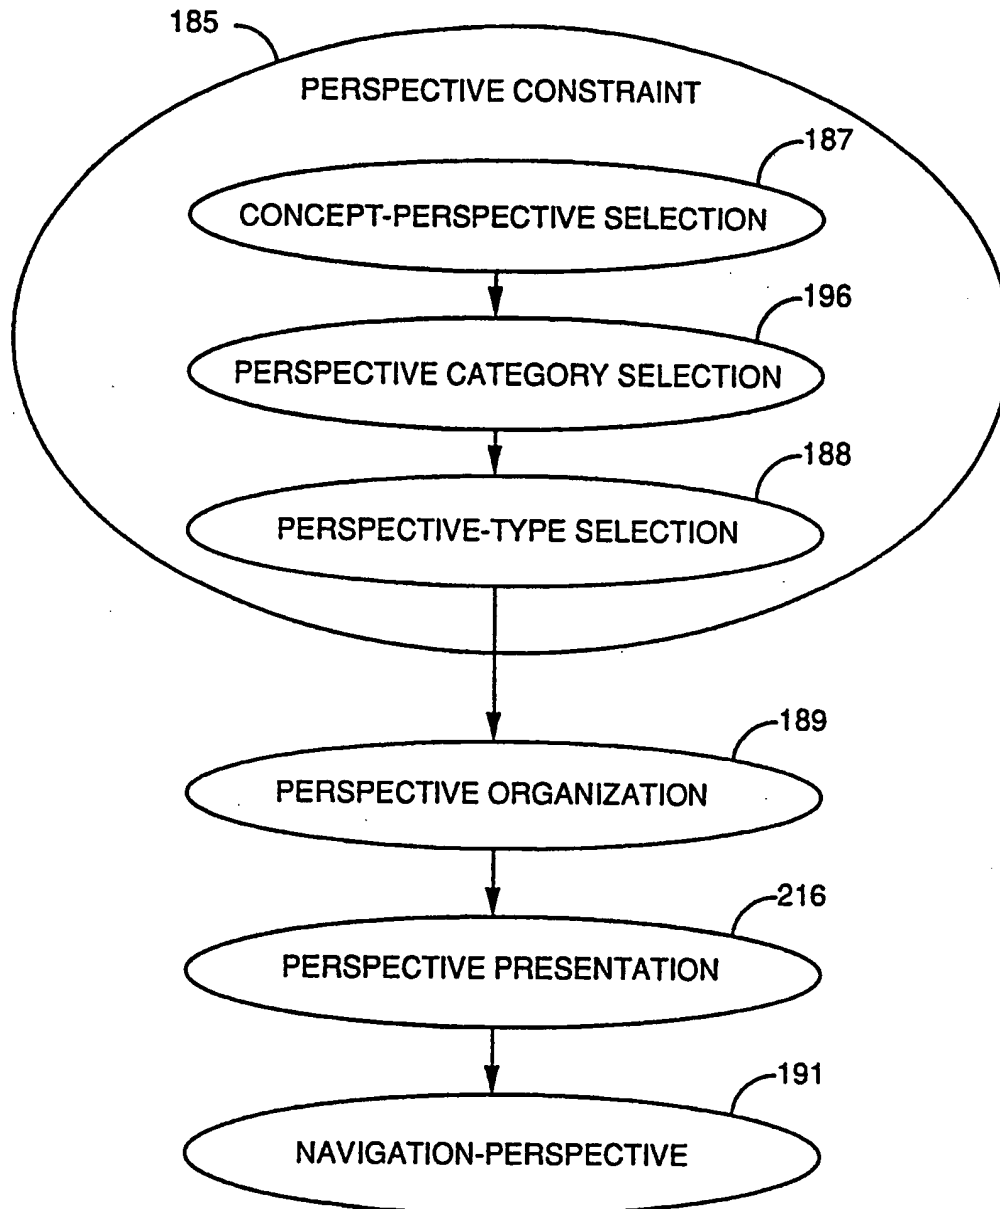 185
PERSPECTIVE CONSTRAINT
187
CONCEPT-PERSPECTIVE SELECTION
196
PERSPECTIVE CATEGORY SELECTION
188
PERSPECTIVE-TYPE SELECTION
189
PERSPECTIVE ORGANIZATION
216
PERSPECTIVE PRESENTATION
191
NAVIGATION-PERSPECTIVE